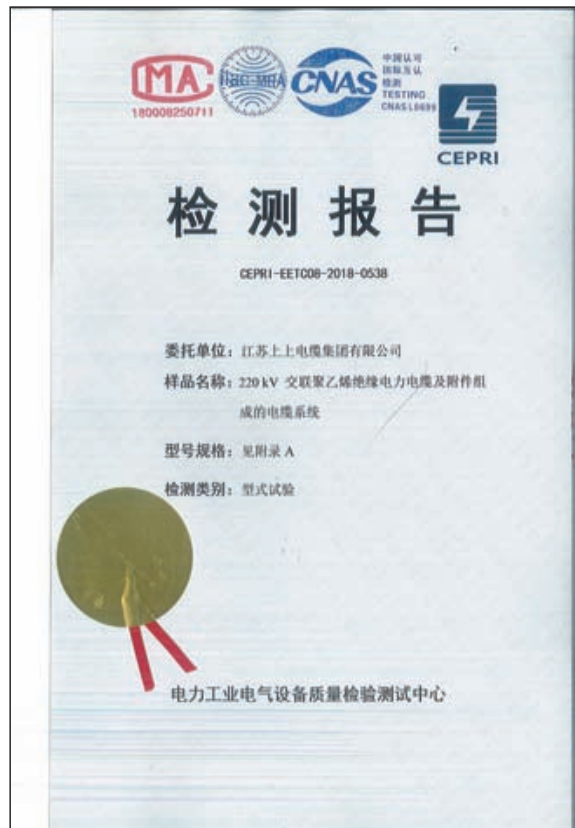 MA
180008250711
ilac-MRA
CNAS
中国认可
国际互认
检测
TESTING
CNAS L0699
CEPRI
检测报告
CEPRI-EETC08-2018-0538
委托单位：江苏上上电缆集团有限公司
样品名称：220 kV 交联聚乙烯绝缘电力电缆及附件组
成的电缆系统
型号规格：见附录 A
检测类别：型式试验
电力工业电气设备质量检验测试中心